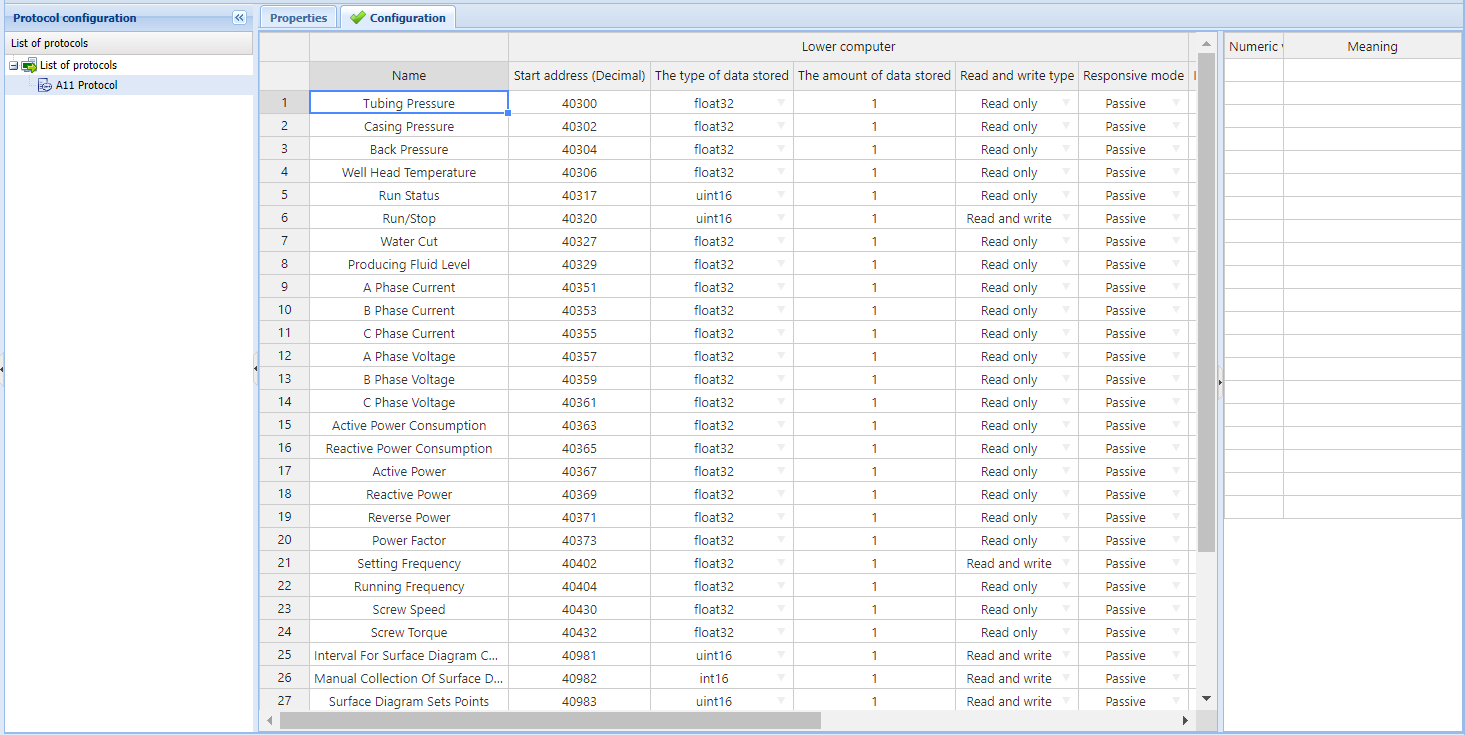 Protocol configuration
List of protocols
List of protocols
A11 Protocol
Properties Configuration
Lower computer
Name Start address (Decimal) The type of data stored The amount of data stored Read and write type Responsive mode
Numeric Meaning
1 Tubing Pressure 40300 float32 1 Read only Passive
2 Casing Pressure 40302 float32 1 Read only Passive
3 Back Pressure 40304 float32 1 Read only Passive
4 Well Head Temperature 40306 float32 1 Read only Passive
5 Run Status 40317 uint16 1 Read only Passive
6 Run/Stop 40320 uint16 1 Read and write Passive
7 Water Cut 40327 float32 1 Read only Passive
8 Producing Fluid Level 40329 float32 1 Read only Passive
9 A Phase Current 40351 float32 1 Read only Passive
10 B Phase Current 40353 float32 1 Read only Passive
11 C Phase Current 40355 float32 1 Read only Passive
12 A Phase Voltage 40357 float32 1 Read only Passive
13 B Phase Voltage 40359 float32 1 Read only Passive
14 C Phase Voltage 40361 float32 1 Read only Passive
15 Active Power Consumption 40363 float32 1 Read only Passive
16 Reactive Power Consumption 40365 float32 1 Read only Passive
17 Active Power 40367 float32 1 Read only Passive
18 Reactive Power 40369 float32 1 Read only Passive
19 Reverse Power 40371 float32 1 Read only Passive
20 Power Factor 40373 float32 1 Read only Passive
21 Setting Frequency 40402 float32 1 Read and write Passive
22 Running Frequency 40404 float32 1 Read only Passive
23 Screw Speed 40430 float32 1 Read only Passive
24 Screw Torque 40432 float32 1 Read only Passive
25 Interval For Surface Diagram C... 40981 uint16 1 Read and write Passive
26 Manual Collection Of Surface D... 40982 int16 1 Read and write Passive
27 Surface Diagram Sets Points 40983 uint16 1 Read and write Passive